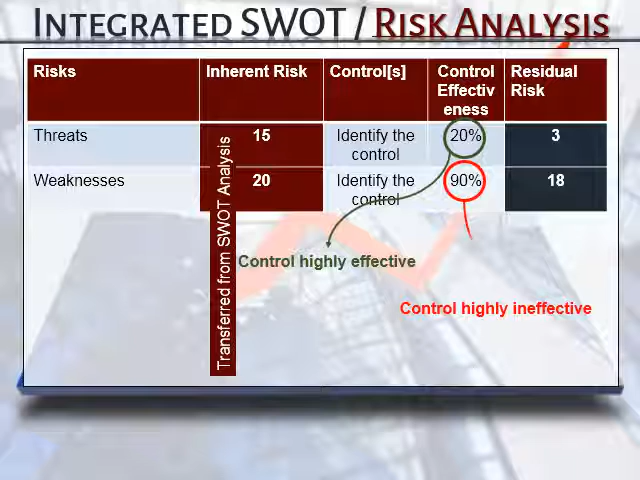 INTEGRATED SWOT / RISK ANALYSIS
Risks Inherent Risk Control[s] Control Effectiv eness Residual Risk
Threats 15 Identify the control 20% 3
Weaknesses 20 Identify the control 90% 18
Transferred from SWOT Analysis
Control highly effective
Control highly ineffective